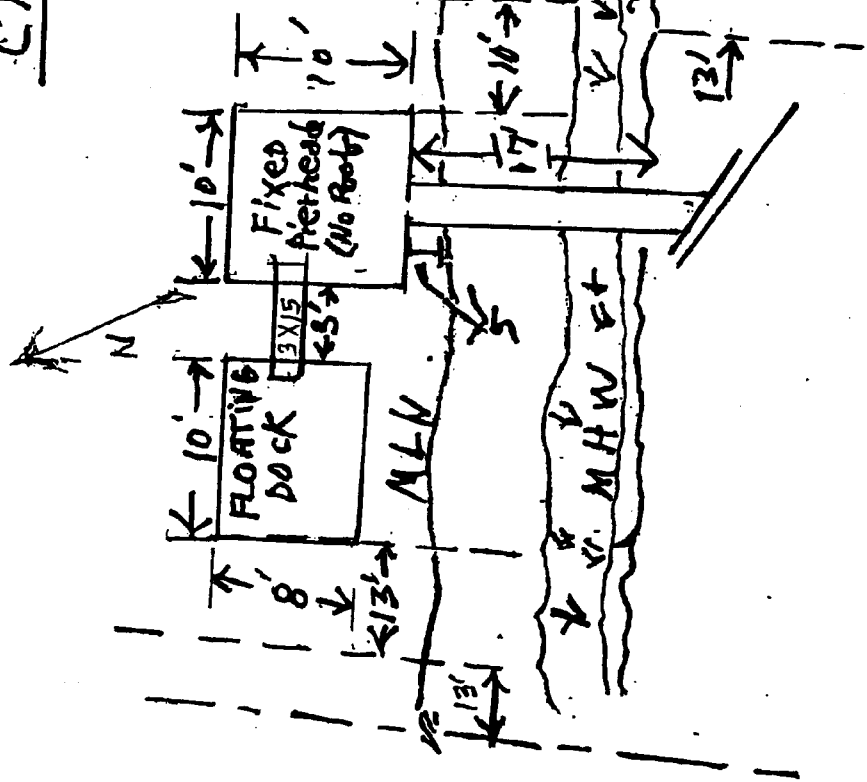 10'
10'
Fixed
Pierhead
(No Roof)
10'
17'
13'
N
3X15
3'
5
10'
FLOATING
DOCK
8'
13'
MLW
MHW
13'